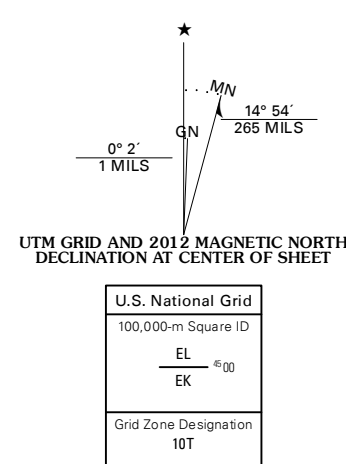 ★
MN
14° 54´
265 MILS
GN
0° 2´
1 MILS
UTM GRID AND 2012 MAGNETIC NORTH
DECLINATION AT CENTER OF SHEET
U.S. National Grid
100,000-m Square ID
EL
4500
EK
Grid Zone Designation
10T